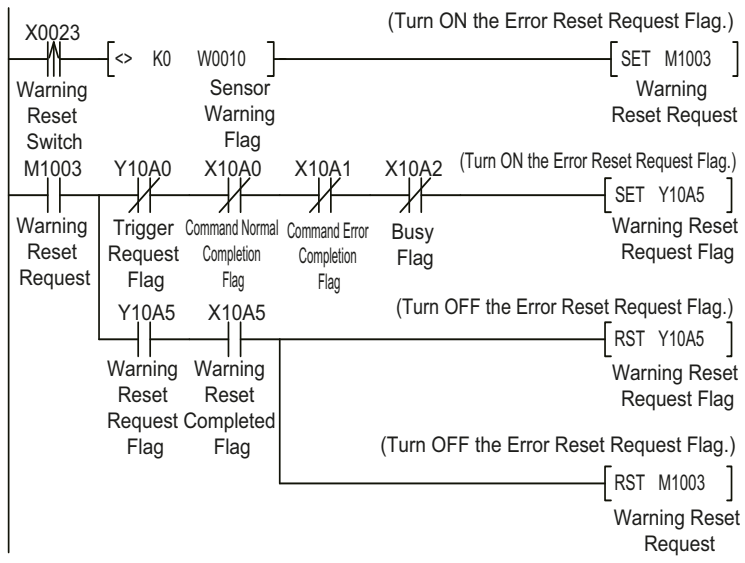 (Turn ON the Error Reset Request Flag.)
X0023
<> K0 W0010
SET M1003
Warning
Reset
Switch
Sensor
Warning
Flag
Warning
Reset Request
(Turn ON the Error Reset Request Flag.)
M1003 Y10A0 X10A0 X10A1 X10A2
SET Y10A5
Warning
Reset
Request
Trigger
Request
Flag
Command Normal
Completion
Flag
Command Error
Completion
Flag
Busy
Flag
Warning Reset
Request Flag
(Turn OFF the Error Reset Request Flag.)
Y10A5 X10A5
RST Y10A5
Warning
Reset
Request
Flag
Warning
Reset
Completed
Flag
Warning Reset
Request Flag
(Turn OFF the Error Reset Request Flag.)
RST M1003
Warning Reset
Request